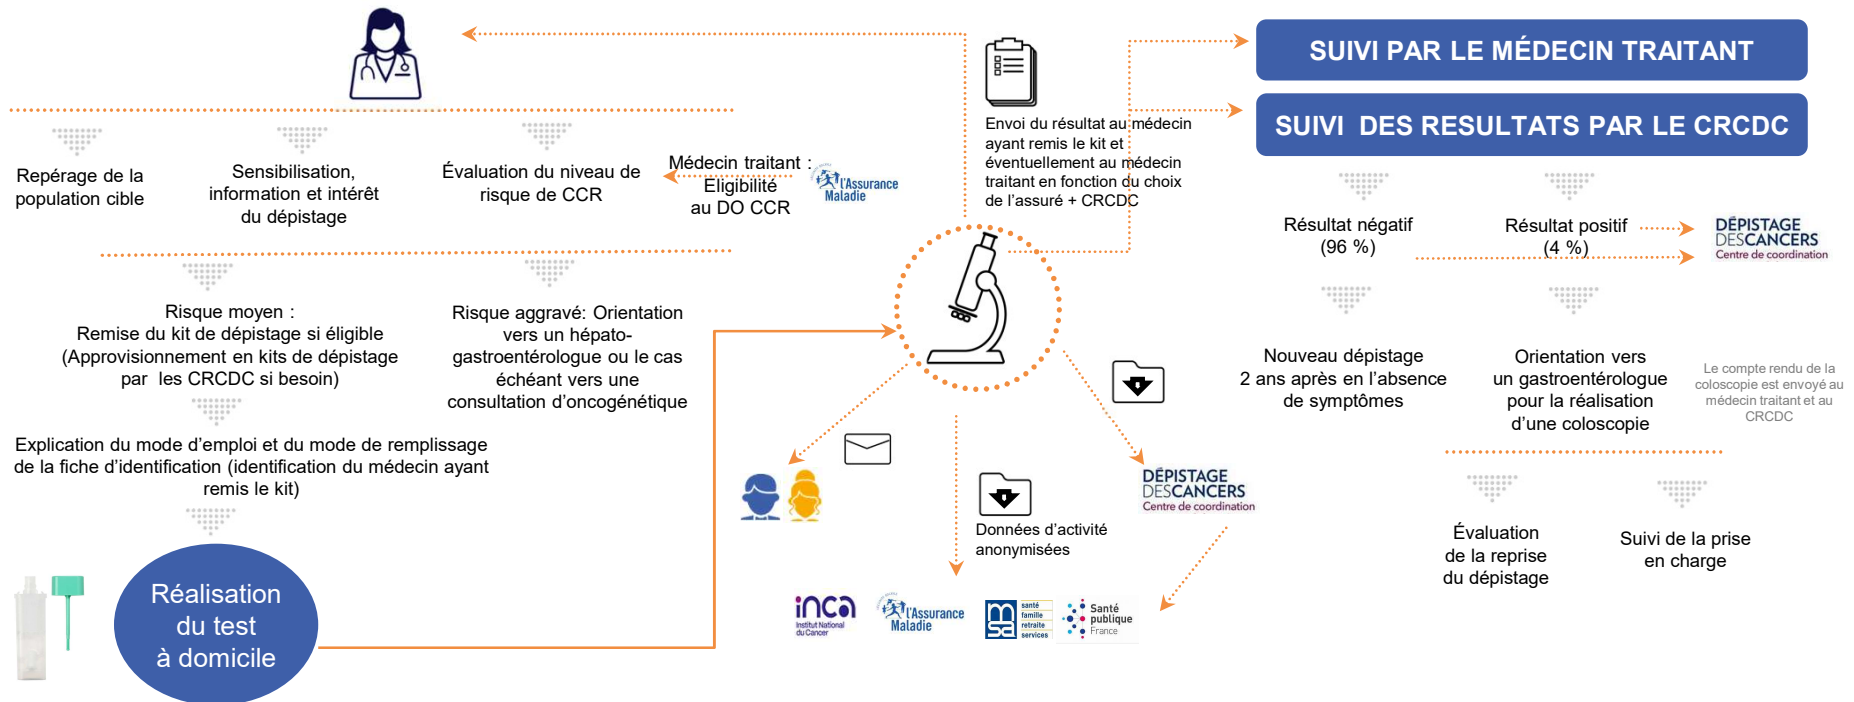 SUIVI PAR LE MÉDECIN TRAITANT
SUIVI  DES RESULTATS PAR LE CRCDC
Repérage de la
population cible
Sensibilisation,
information et intérêt
du dépistage
Évaluation du niveau de
risque de CCR
Médecin traitant :
Eligibilité
au DO CCR
l'Assurance
Maladie
Envoi du résultat au médecin
ayant remis le kit et
éventuellement au médecin
traitant en fonction du choix
de l'assuré + CRCDC
Résultat négatif
(96 %)
Résultat positif
(4 %)
DÉPISTAGE
DESCANCERS
Centre de coordination
Risque moyen :
Remise du kit de dépistage si éligible
(Approvisionnement en kits de dépistage
par  les CRCDC si besoin)
Risque aggravé: Orientation
vers un hépato-
gastroentérologue ou le cas
échéant vers une
consultation d'oncogénétique
Explication du mode d'emploi et du mode de remplissage
de la fiche d'identification (identification du médecin ayant
remis le kit)
Réalisation
du test
à domicile
Nouveau dépistage
2 ans après en l'absence
de symptômes
Orientation vers
un gastroentérologue
pour la réalisation
d'une coloscopie
Le compte rendu de la
coloscopie est envoyé au
médecin traitant et au
CRCDC
DÉPISTAGE
DESCANCERS
Centre de coordination
Données d'activité
anonymisées
Évaluation
de la reprise
du dépistage
Suivi de la prise
en charge
inca
Institut National
du Cancer
l'Assurance
Maladie
msa
santé
famille
retraite
services
Santé
publique
France